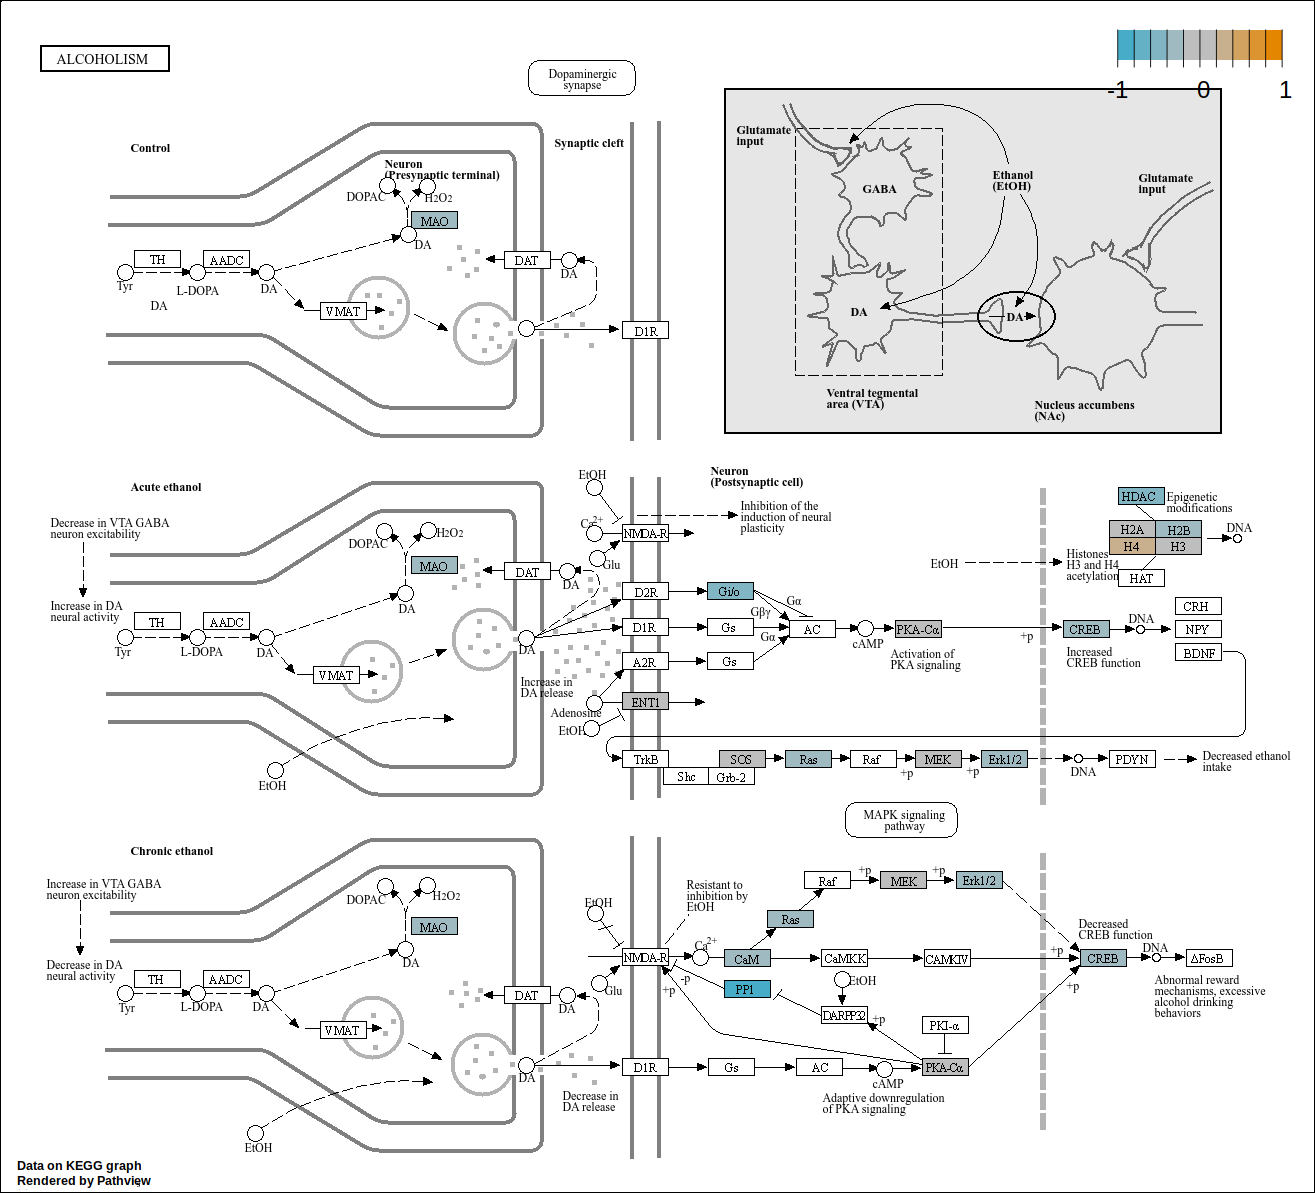 ALCOHOLISM
Dopaminergic
synapse
-1
0
1
Control
Neuron
(Presynaptic terminal)
Synaptic cleft
DOPAC
H2O2
MAO
DA
TH
AADC
Tyr
L-DOPA
DA
DA
VMAT
DAT
DA
D1R
Glutamate
input
GABA
Ethanol
(EtOH)
Glutamate
input
DA
DA
Ventral tegmental
area (VTA)
Nucleus accumbens
(NAc)
Acute ethanol
Decrease in VTA GABA
neuron excitability
Increase in DA
neural activity
DOPAC
H2O2
MAO
DA
TH
AADC
Tyr
L-DOPA
DA
VMAT
EtOH
DAT
DA
DA
Increase in
DA release
EtOH
Ca2+
NMDA-R
Glu
Neuron
(Postsynaptic cell)
Inhibition of the
induction of neural
plasticity
D2R
Gi/o
Gα
Gβγ
D1R
Gs
Gα
AC
cAMP
PKA-Cα
Activation of
PKA signaling
+p
A2R
Gs
ENT1
Adenosine
EtOH
HDAC
Epigenetic
modifications
H2A
H2B
H4
H3
DNA
EtOH
Histones
H3 and H4
acetylation
HAT
CREB
Increased
CREB function
DNA
CRH
NPY
BDNF
TrkB
Shc
Grb-2
SOS
Ras
Raf
+p
MEK
+p
Erk1/2
DNA
PDYN
Decreased ethanol
intake
MAPK signaling
pathway
Chronic ethanol
Increase in VTA GABA
neuron excitability
Decrease in DA
neural activity
DOPAC
H2O2
MAO
DA
TH
AADC
Tyr
L-DOPA
DA
VMAT
EtOH
DAT
DA
DA
Decrease in
DA release
EtOH
NMDA-R
Glu
Resistant to
inhibition by
EtOH
Ca2+
-p
+p
Raf
+p
MEK
+p
Erk1/2
Ras
CaM
CaMKK
CAMKIV
+p
PP1
EtOH
DARPP32
+p
PKI-α
D1R
Gs
AC
cAMP
PKA-Cα
Adaptive downregulation
of PKA signaling
+p
Decreased
CREB function
CREB
DNA
ΔFosB
Abnormal reward
mechanisms, excessive
alcohol drinking
behaviors
Data on KEGG graph
Rendered by Pathview